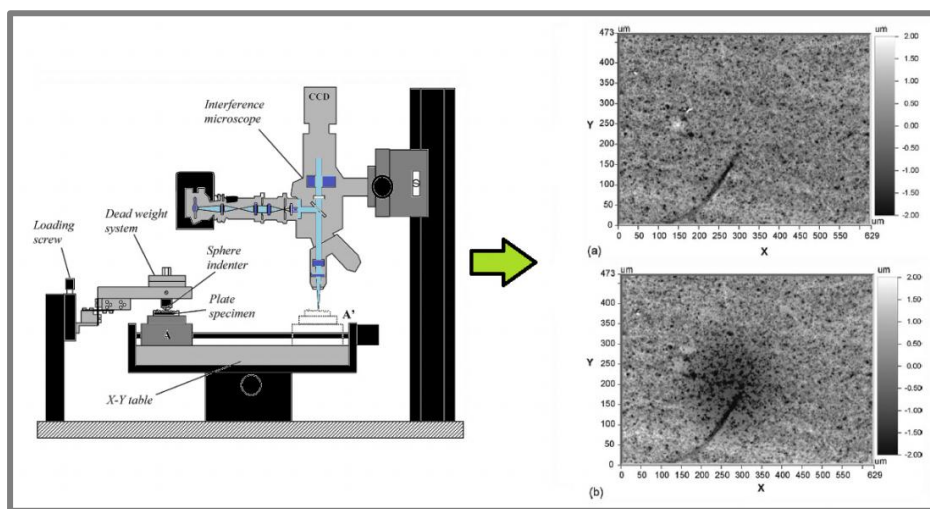 CCD
Interference
microscope
S
Dead weight
system
Loading
screw
Sphere
indenter
Plate
specimen
A
A'
X-Y table
um
473
450
400
350
300
250
Y
200
150
100
50
0
0 50 100 150 200 250 300 350 400 450 500 550 629
X
(a)
2.00
1.50
1.00
0.50
0.00
-0.50
-1.00
-1.50
-2.00
um
um
473
450
400
350
300
250
Y
200
150
100
50
0
0 50 100 150 200 250 300 350 400 450 500 550 629
X
(b)
2.00
1.50
1.00
0.50
0.00
-0.50
-1.00
-1.50
-2.00
um